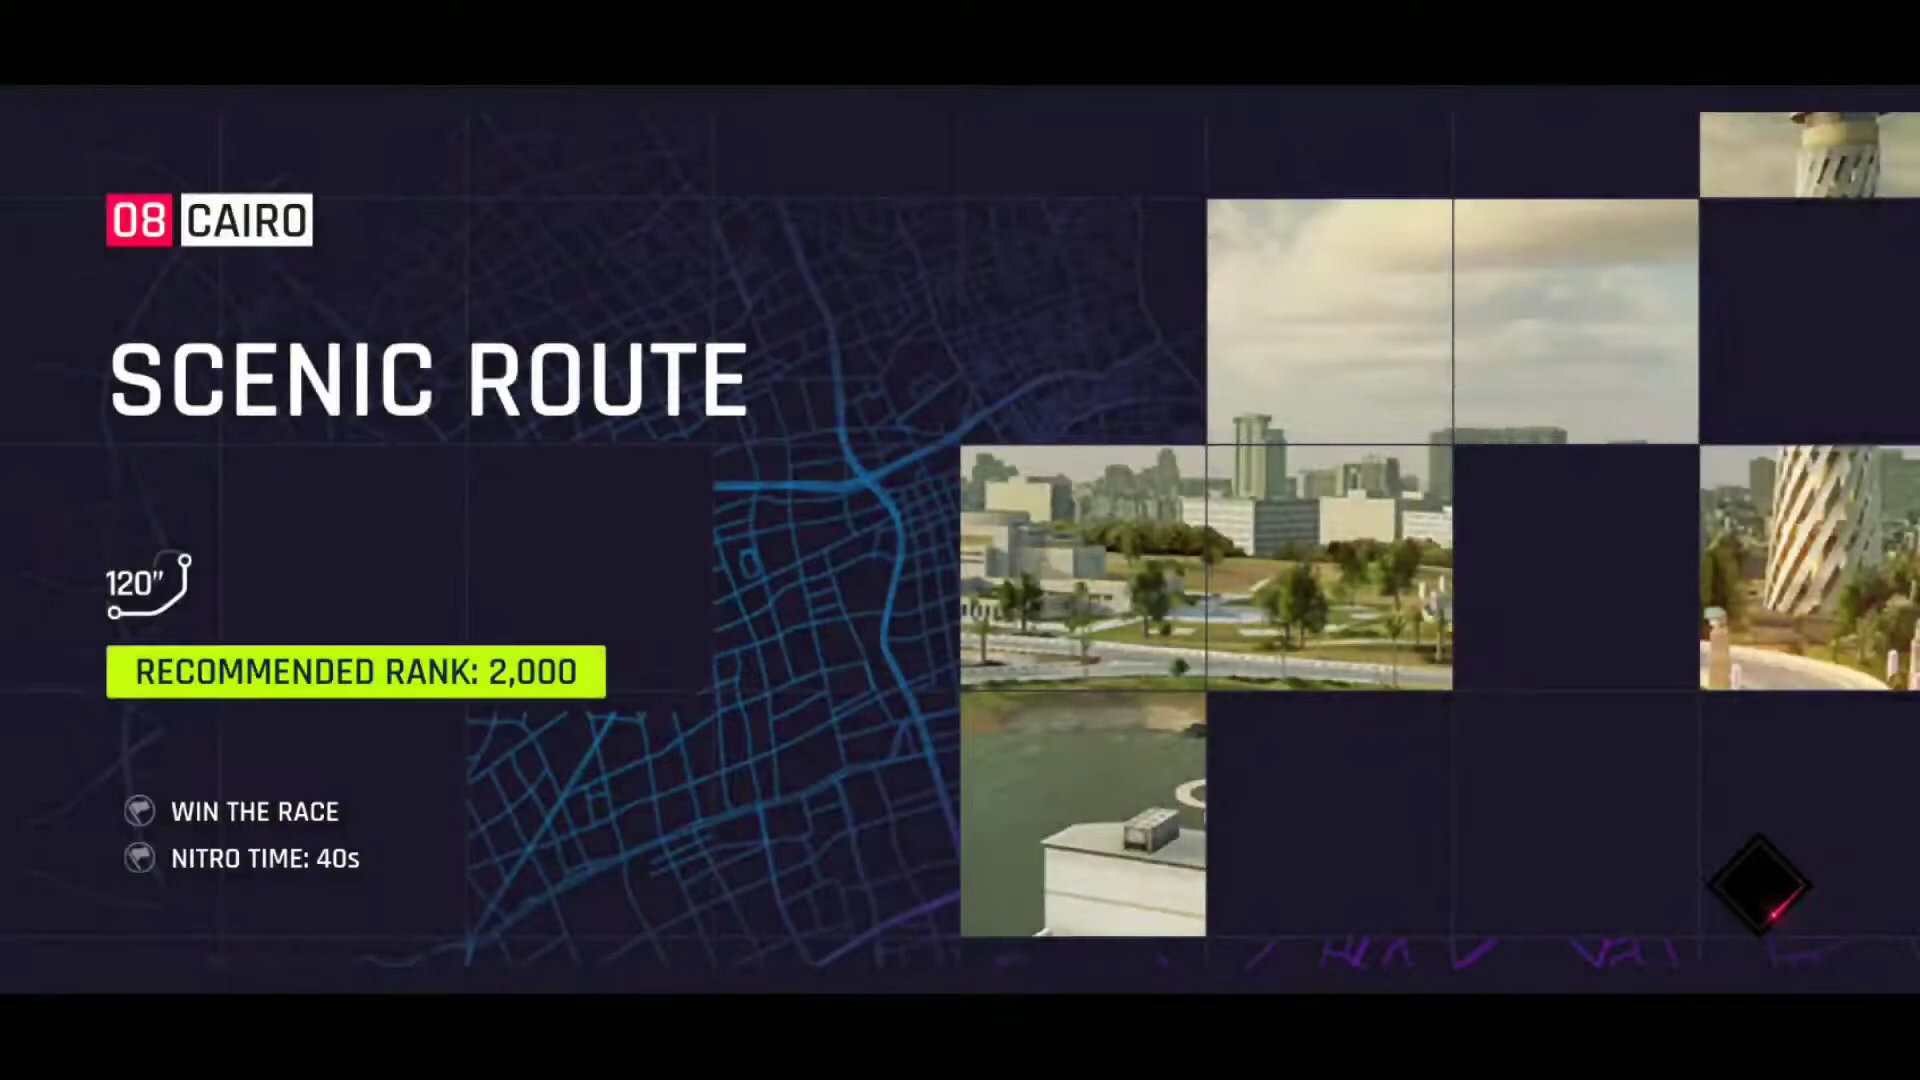 08 CAIRO
SCENIC ROUTE
120"
RECOMMENDED RANK: 2,000
WIN THE RACE
NITRO TIME: 40s